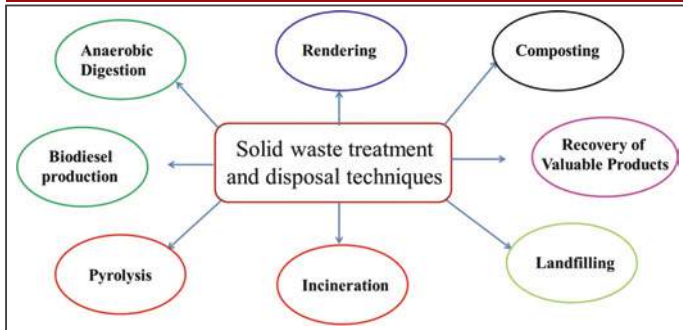 Anaerobic
Digestion
Rendering
Composting
Solid waste treatment
and disposal techniques
Biodiesel
production
Recovery of
Valuable Products
Pyrolysis
Incineration
Landfilling